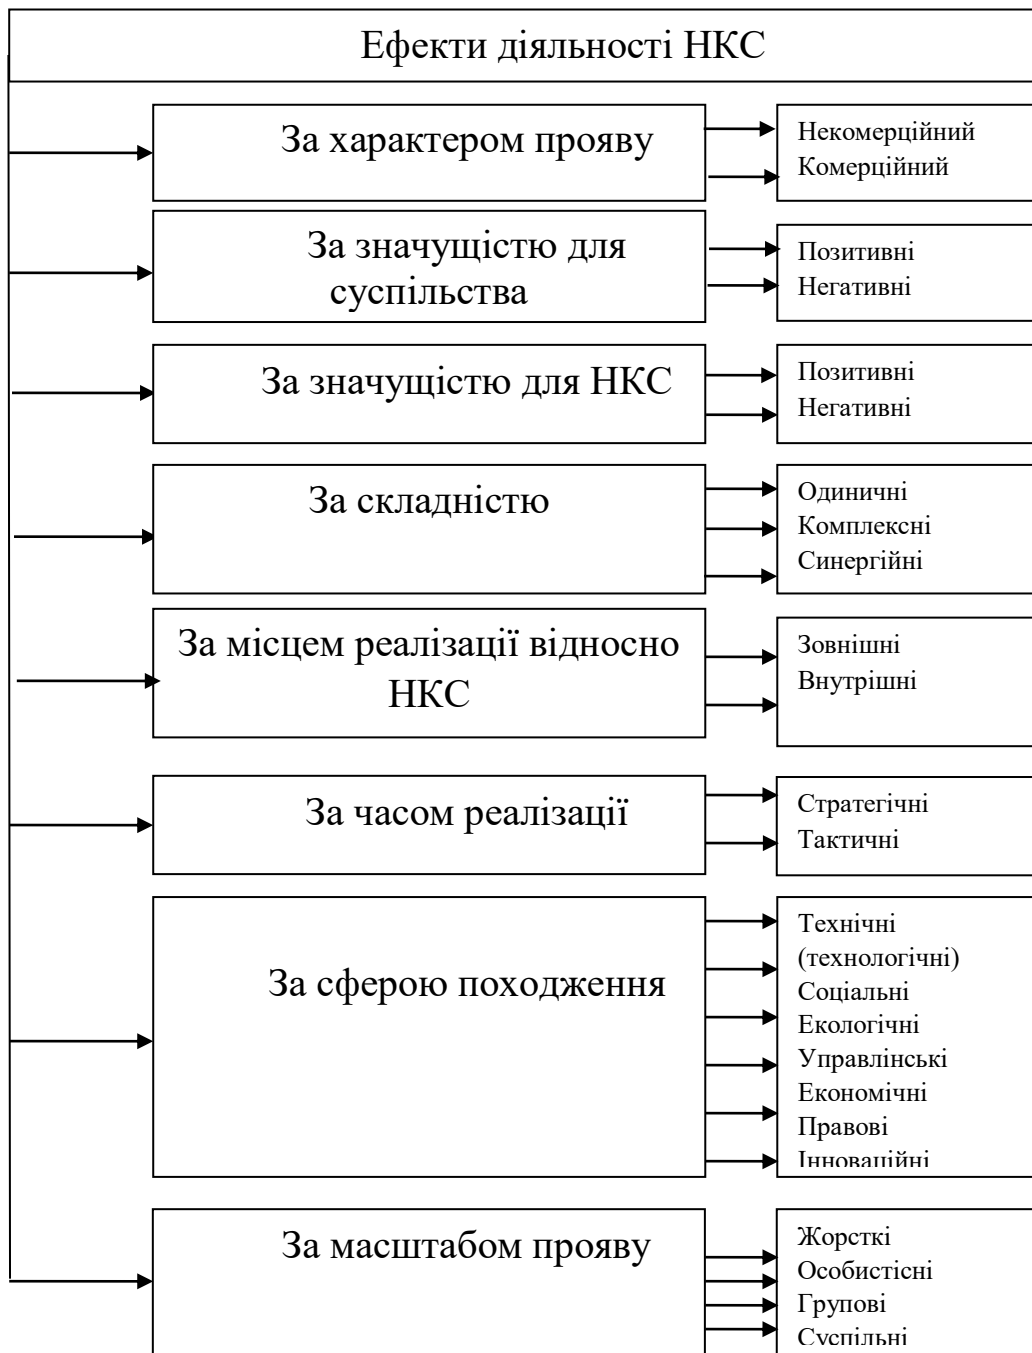 Ефекти діяльності НКС
За характером прояву
Некомерційний
Комерційний
За значущістю для
суспільства
Позитивні
Негативні
За значущістю для НКС
Позитивні
Негативні
За складністю
Одиничні
Комплексні
Синергійні
За місцем реалізації відносно
НКС
Зовнішні
Внутрішні
За часом реалізації
Стратегічні
Тактичні
За сферою походження
Технічні
(технологічні)
Соціальні
Екологічні
Управлінські
Економічні
Правові
Інноваційні
За масштабом прояву
Жорсткі
Особистісні
Групові
Суспільні